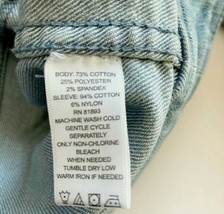 BODY: 73% COTTON
25% POLYESTER
2% SPANDEX
SLEEVE: 94% COTTON
6% NYLON
RN 81893
MACHINE WASH COLD
GENTLE CYCLE
SEPARATELY
ONLY NON-CHLORINE
BLEACH
WHEN NEEDED
TUMBLE DRY LOW
WARM IRON IF NEEDED